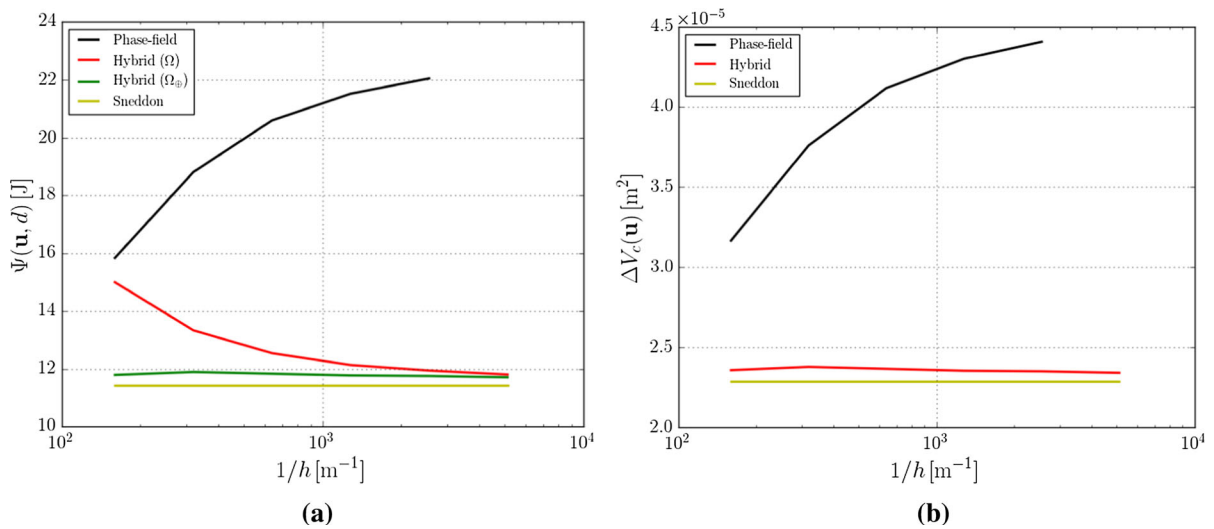 24
22
20
18
16
14
12
10
Ψ(𝐮, d) [J]
Phase-field
Hybrid (Ω)
Hybrid (Ω⊕)
Sneddon
10² 10³ 10⁴
1/h [m⁻¹]
(a)
4.5 ×10⁻⁵
4.0
3.5
3.0
2.5
2.0
ΔV_c(𝐮) [m²]
Phase-field
Hybrid
Sneddon
10² 10³ 10⁴
1/h [m⁻¹]
(b)